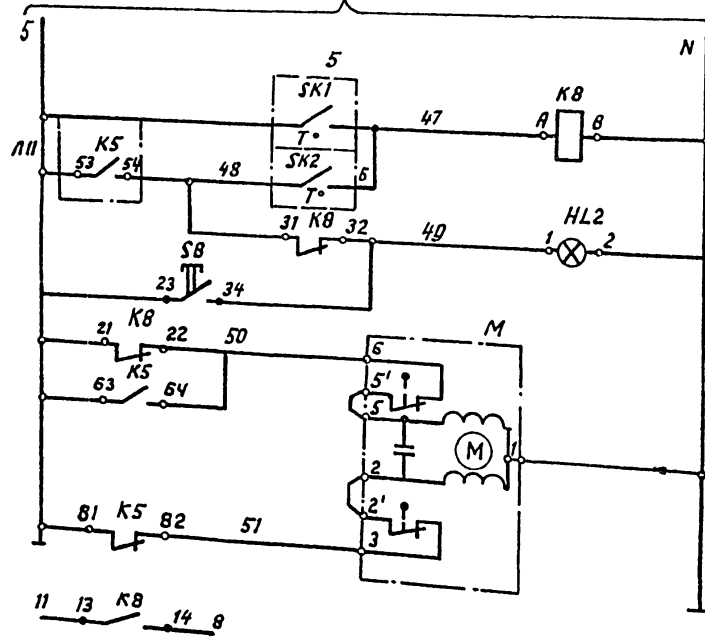 5 N
5
SK1 K8
T° 47 A B
Л11 K5
53 54 48 SK2 6
T°
K8
31 32 49 HL2
1 2
SB
23 34
K8
21 22 50 M
K5 6
63 64 5'
5
M 1
2
2'
81 K5 82 51 3
11 13 K8 14 8